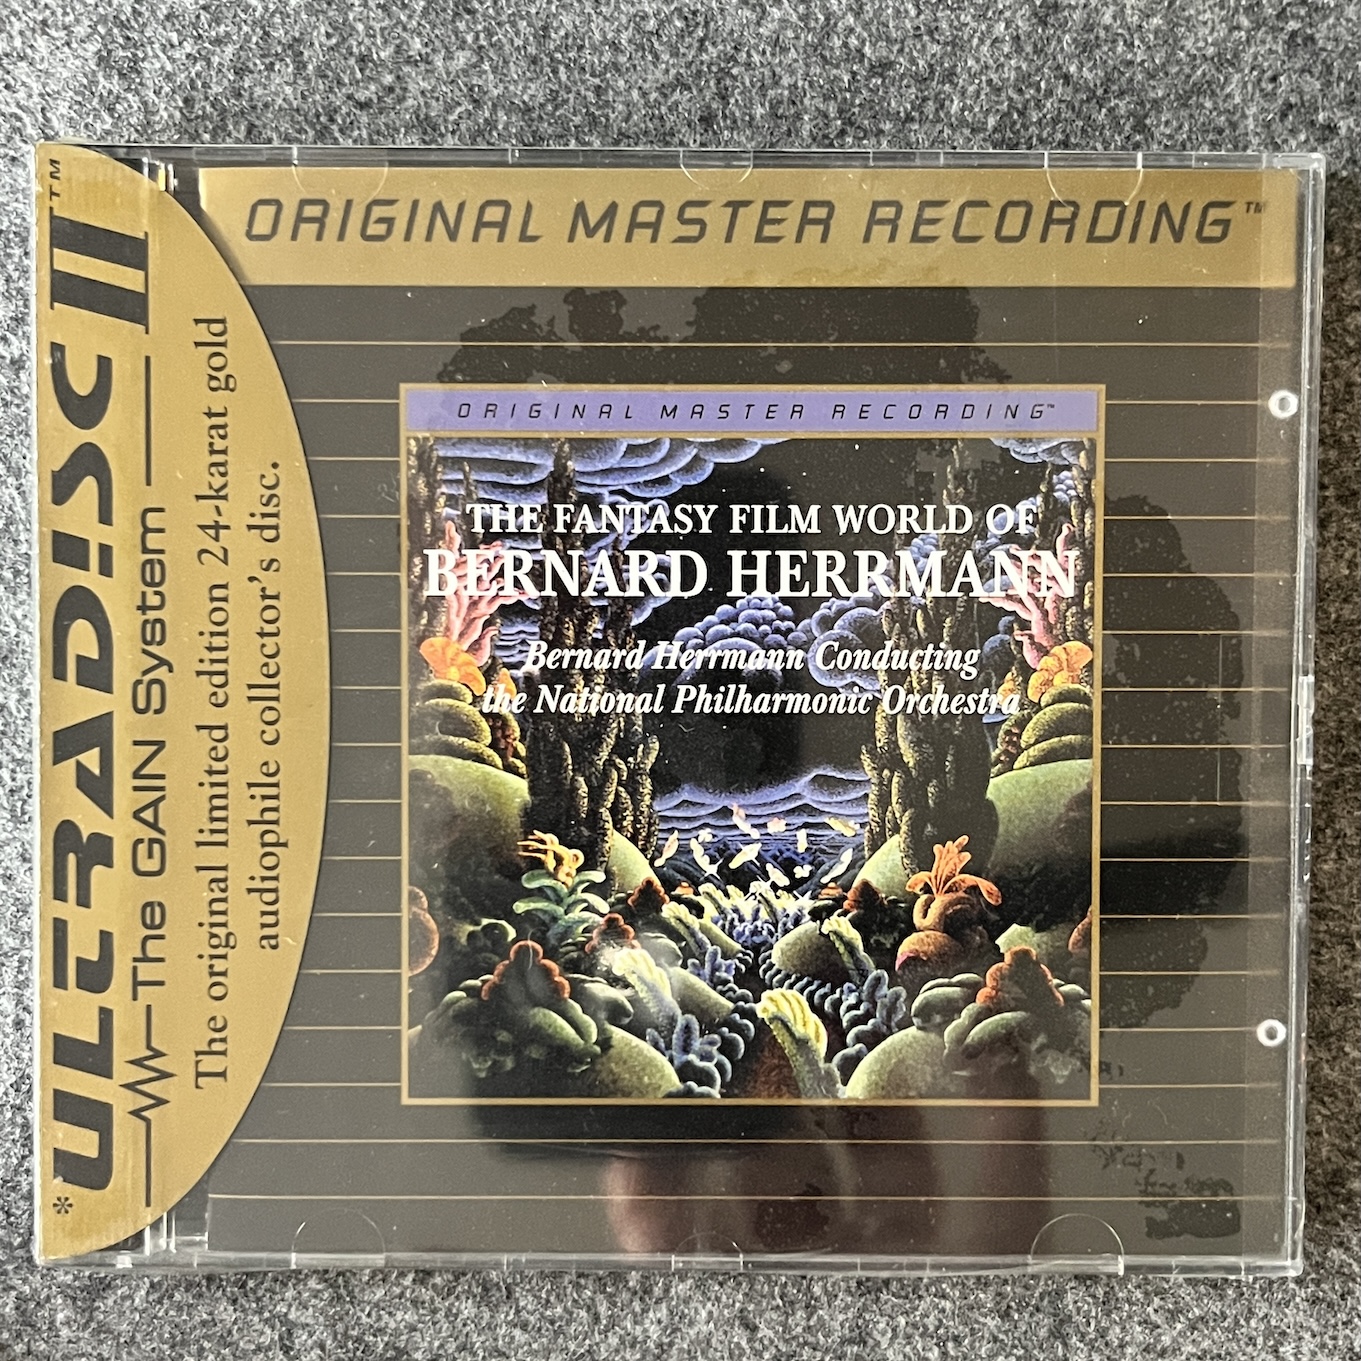 ORIGINAL MASTER RECORDING™
*ULTRADISC II™
The GAIN System
The original limited edition 24-karat gold
audiophile collector's disc.
ORIGINAL MASTER RECORDING™
THE FANTASY FILM WORLD OF
BERNARD HERRMANN
Bernard Herrmann Conducting
the National Philharmonic Orchestra